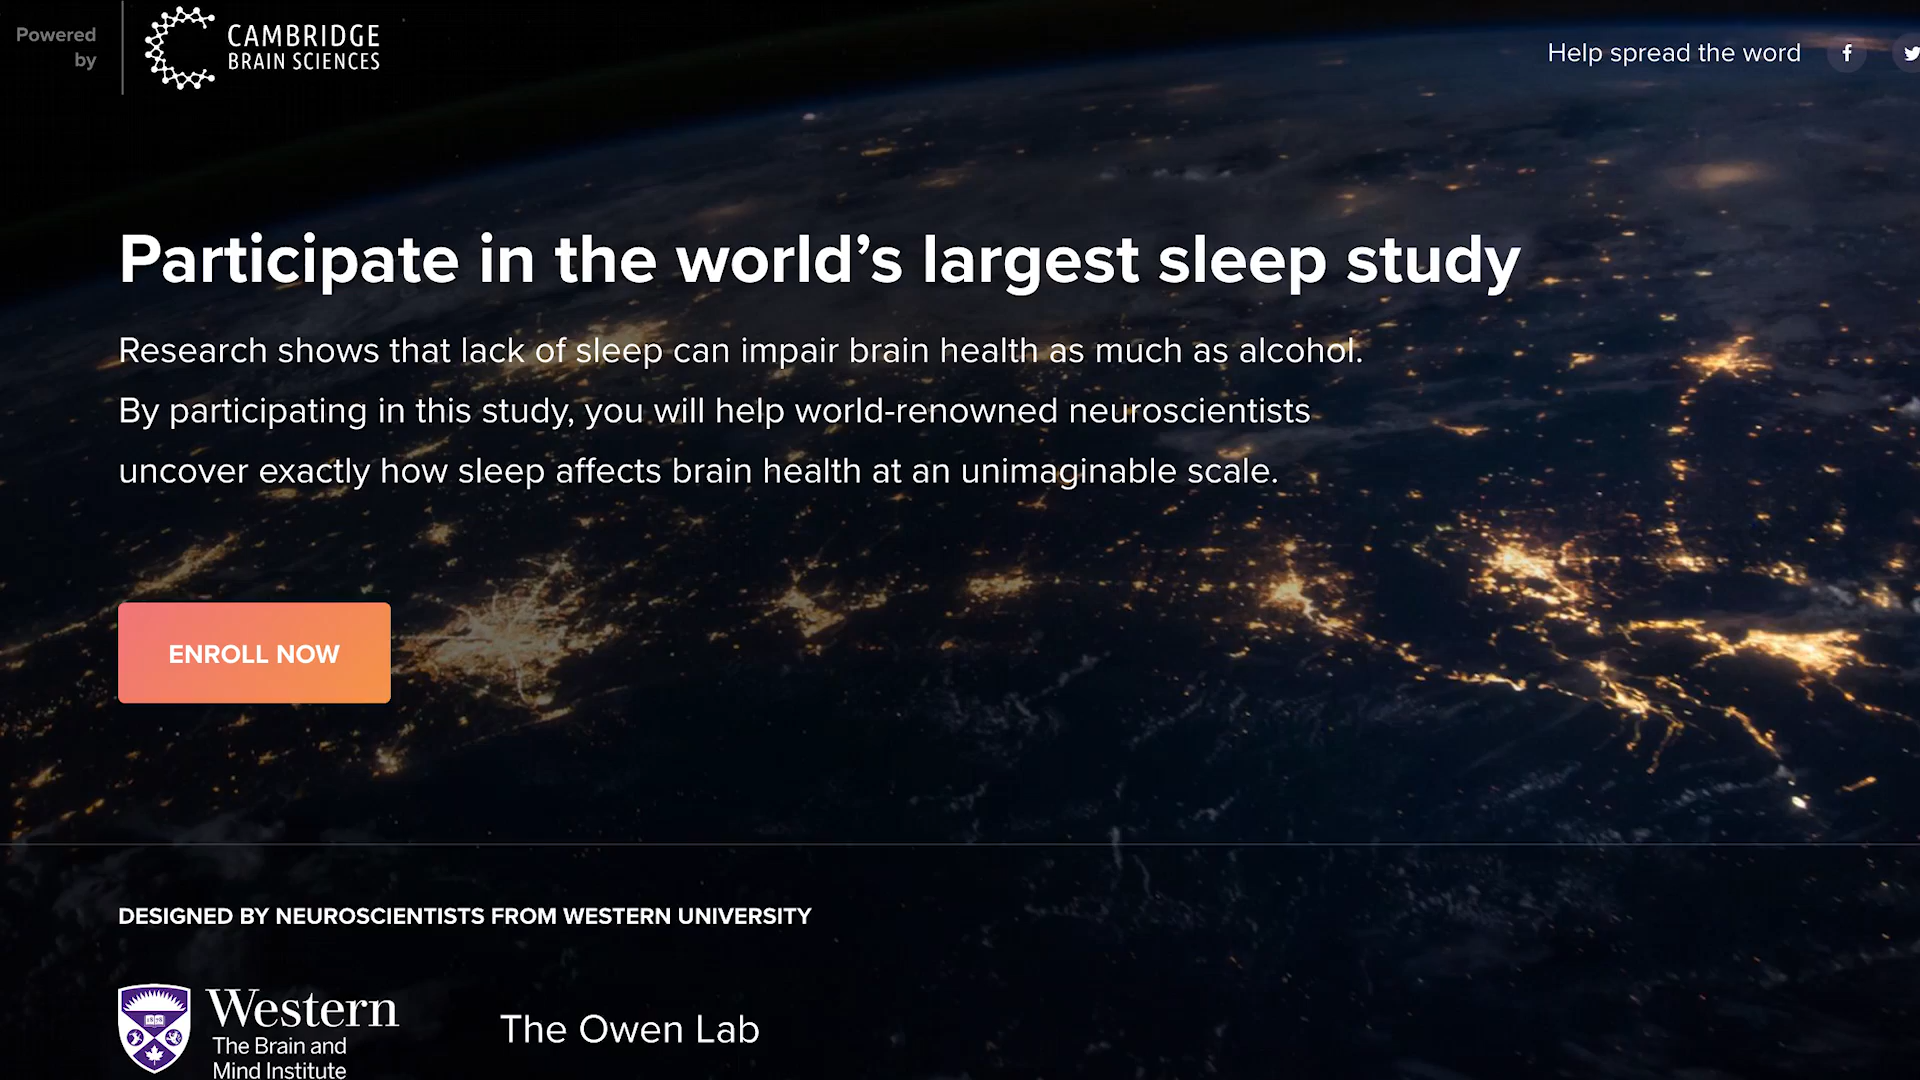 Powered
by
CAMBRIDGE
BRAIN SCIENCES
Help spread the word
Participate in the world’s largest sleep study
Research shows that lack of sleep can impair brain health as much as alcohol.
By participating in this study, you will help world-renowned neuroscientists
uncover exactly how sleep affects brain health at an unimaginable scale.
ENROLL NOW
DESIGNED BY NEUROSCIENTISTS FROM WESTERN UNIVERSITY
Western
The Brain and
Mind Institute
The Owen Lab